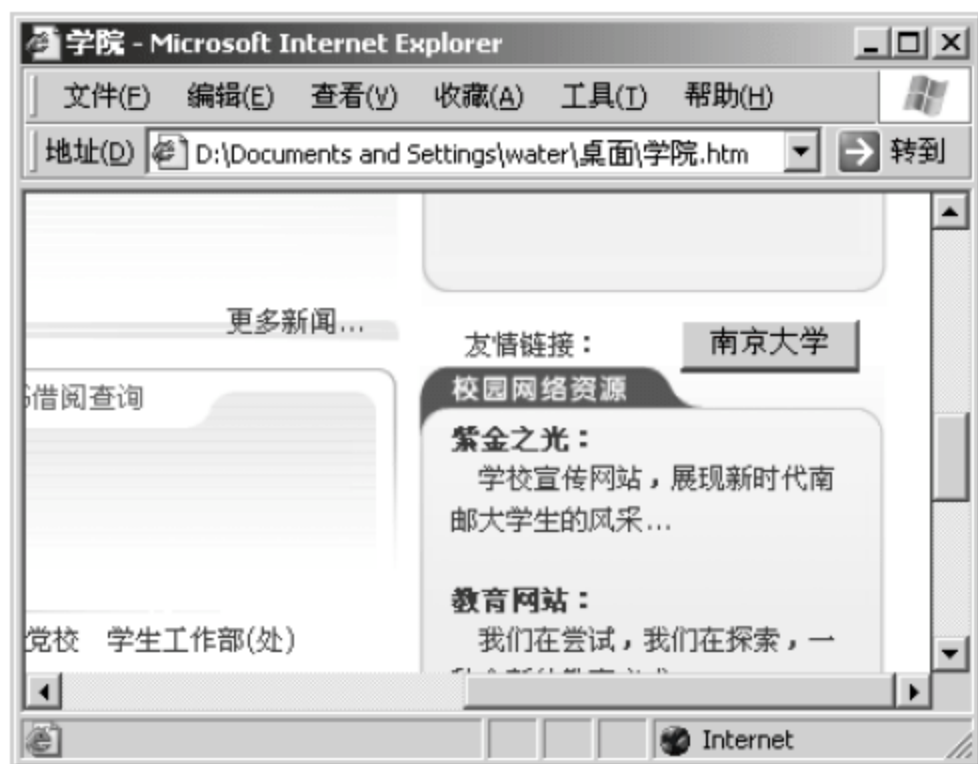 学院 - Microsoft Internet Explorer
文件(F) 编辑(E) 查看(V) 收藏(A) 工具(T) 帮助(H)
地址(D) D:\Documents and Settings\water\桌面\学院.htm 转到
更多新闻...
友情链接： 南京大学
借阅查询
校园网络资源
紫金之光：
学校宣传网站，展现新时代南
邮大学生的风采...
教育网站：
我们在尝试，我们在探索，一
党校 学生工作部(处)
Internet